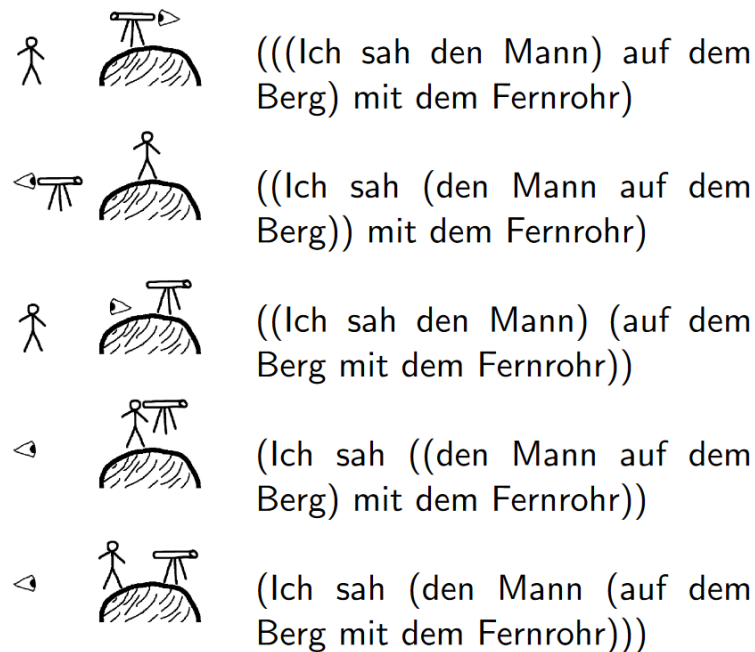 (((Ich sah den Mann) auf dem
Berg) mit dem Fernrohr)
((Ich sah (den Mann auf dem
Berg)) mit dem Fernrohr)
((Ich sah den Mann) (auf dem
Berg mit dem Fernrohr))
(Ich sah ((den Mann auf dem
Berg) mit dem Fernrohr))
(Ich sah (den Mann (auf dem
Berg mit dem Fernrohr)))